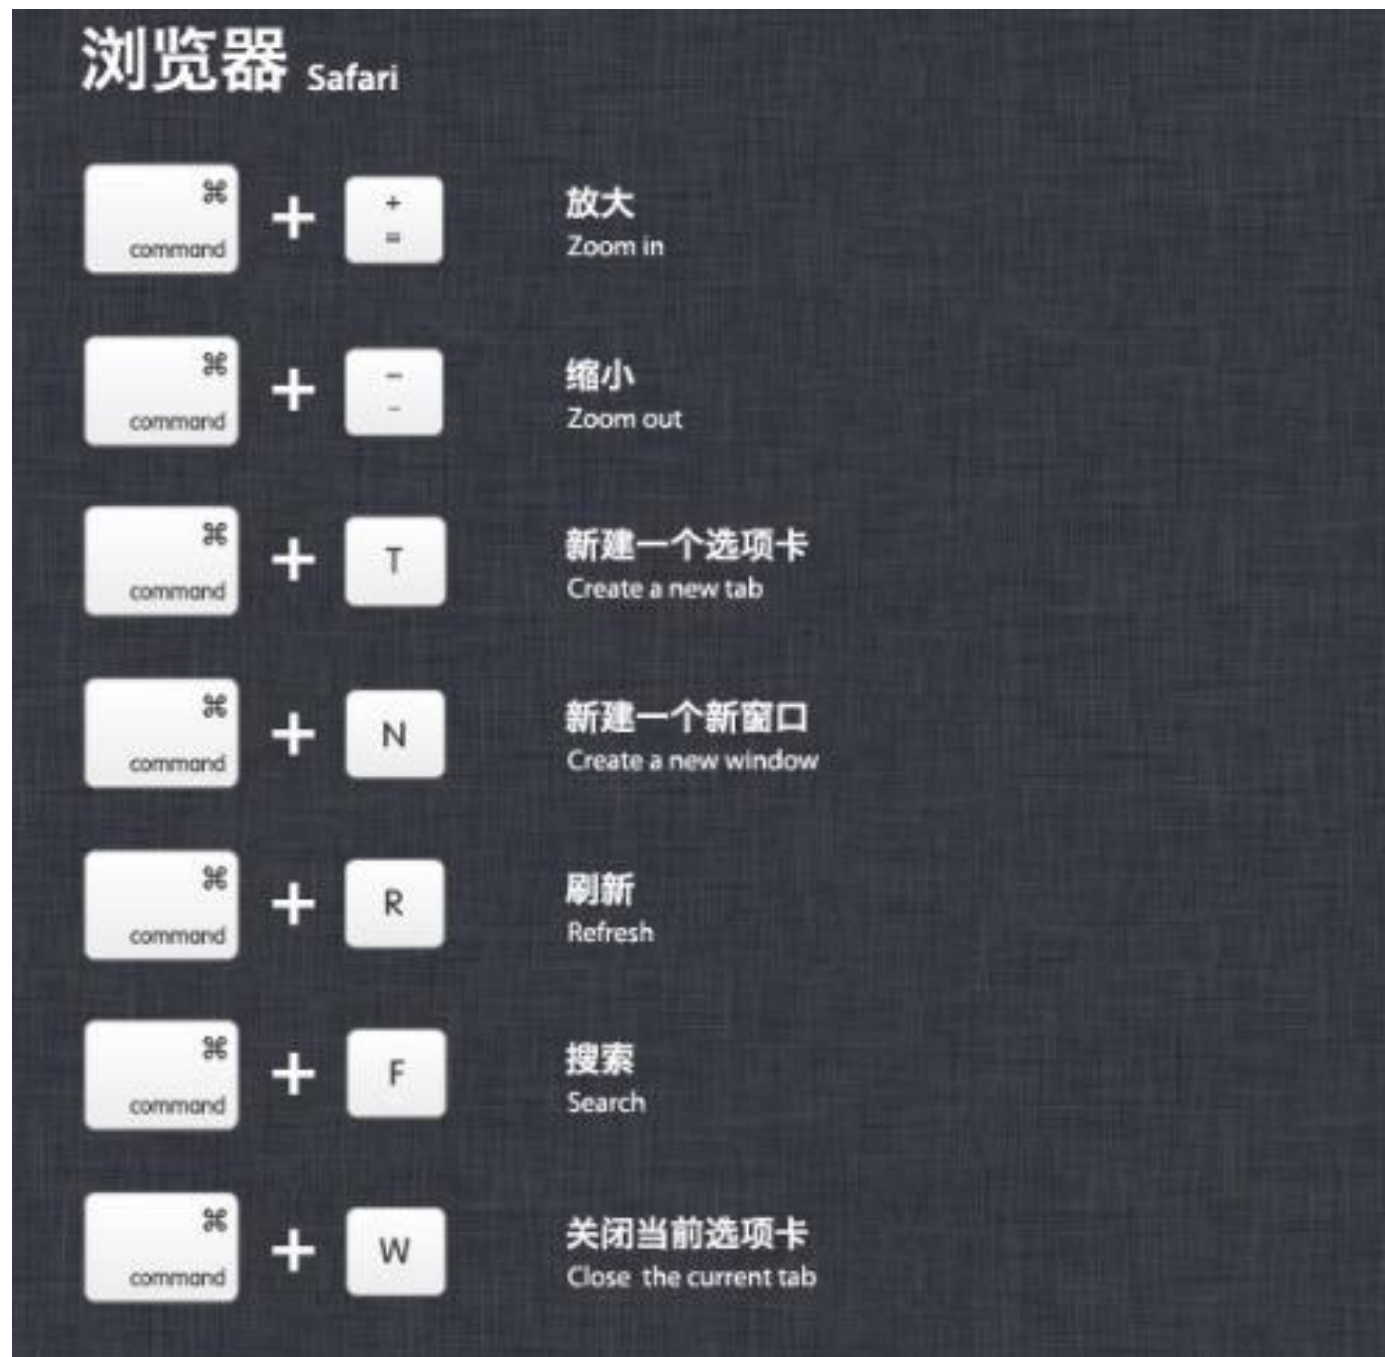 浏览器 Safari
⌘
command
+
+
=
放大
Zoom in
⌘
command
+
—
-
缩小
Zoom out
⌘
command
+
T
新建一个选项卡
Create a new tab
⌘
command
+
N
新建一个新窗口
Create a new window
⌘
command
+
R
刷新
Refresh
⌘
command
+
F
搜索
Search
⌘
command
+
W
关闭当前选项卡
Close the current tab